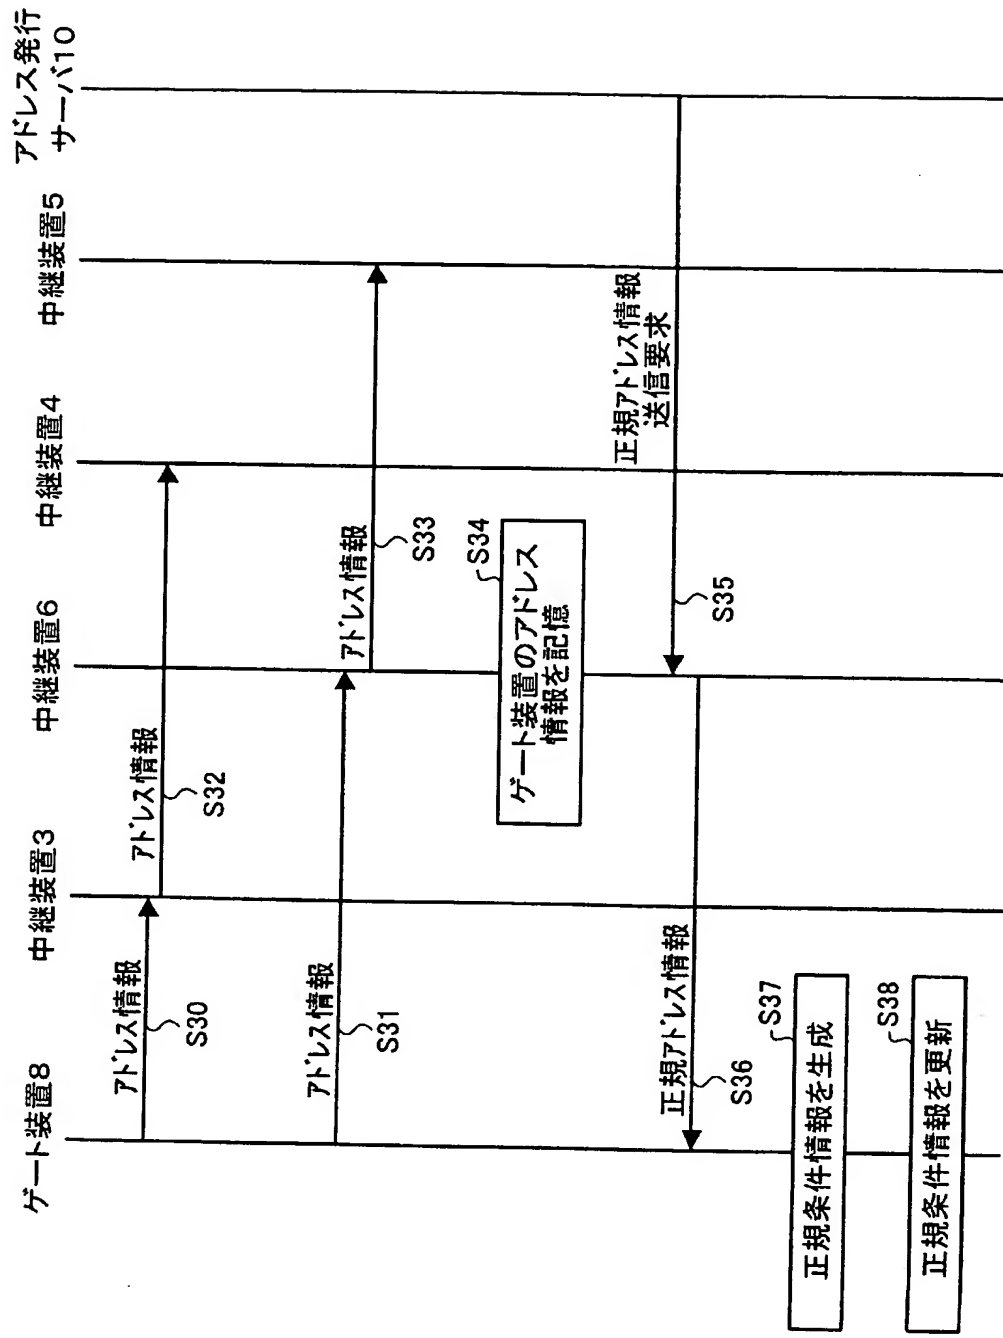 ゲート装置8
中継装置3
中継装置6
中継装置4
中継装置5
アドレス発行
サーバ10
アドレス情報
S30
アドレス情報
S32
アドレス情報
S31
アドレス情報
S33
S34
ゲート装置のアドレス
情報を記憶
正規アドレス情報
送信要求
S35
正規アドレス情報
S36
S37
正規条件情報を生成
S38
正規条件情報を更新